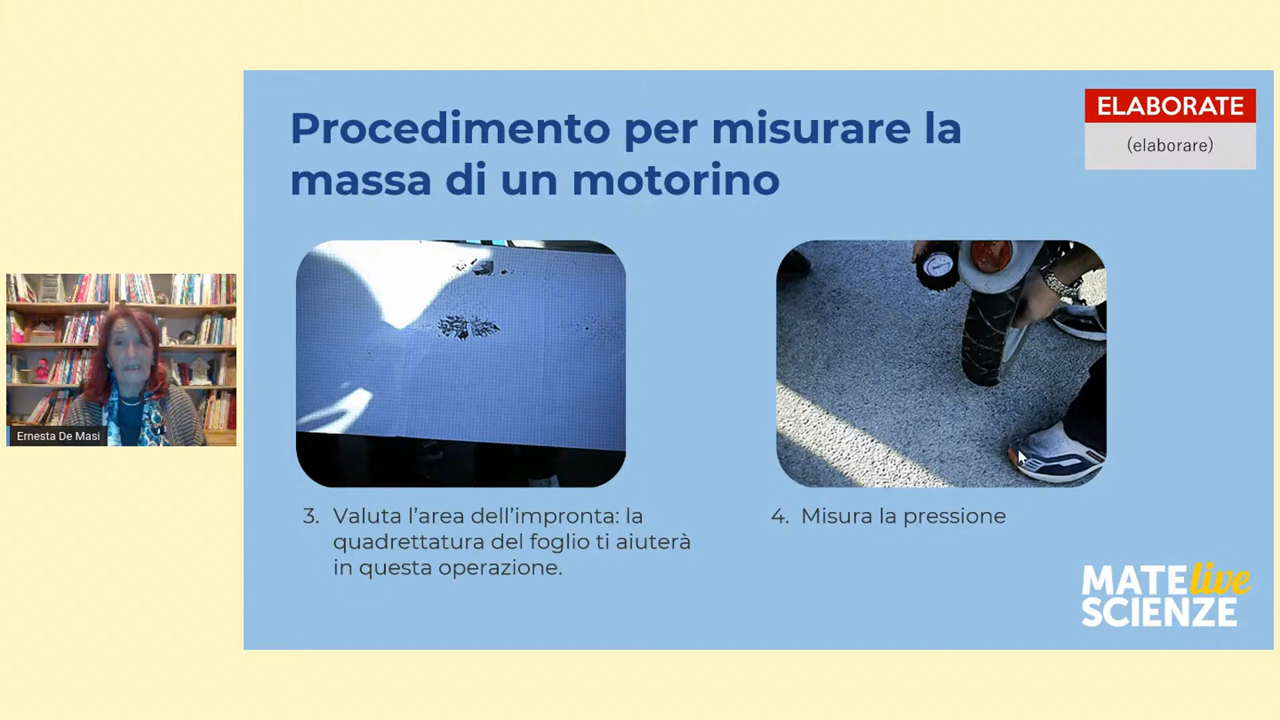 Procedimento per misurare la
massa di un motorino
ELABORATE
(elaborare)
Ernesta De Masi
3. Valuta l'area dell'impronta: la
quadrettatura del foglio ti aiuterà
in questa operazione.
4. Misura la pressione
MATE live
SCIENZE